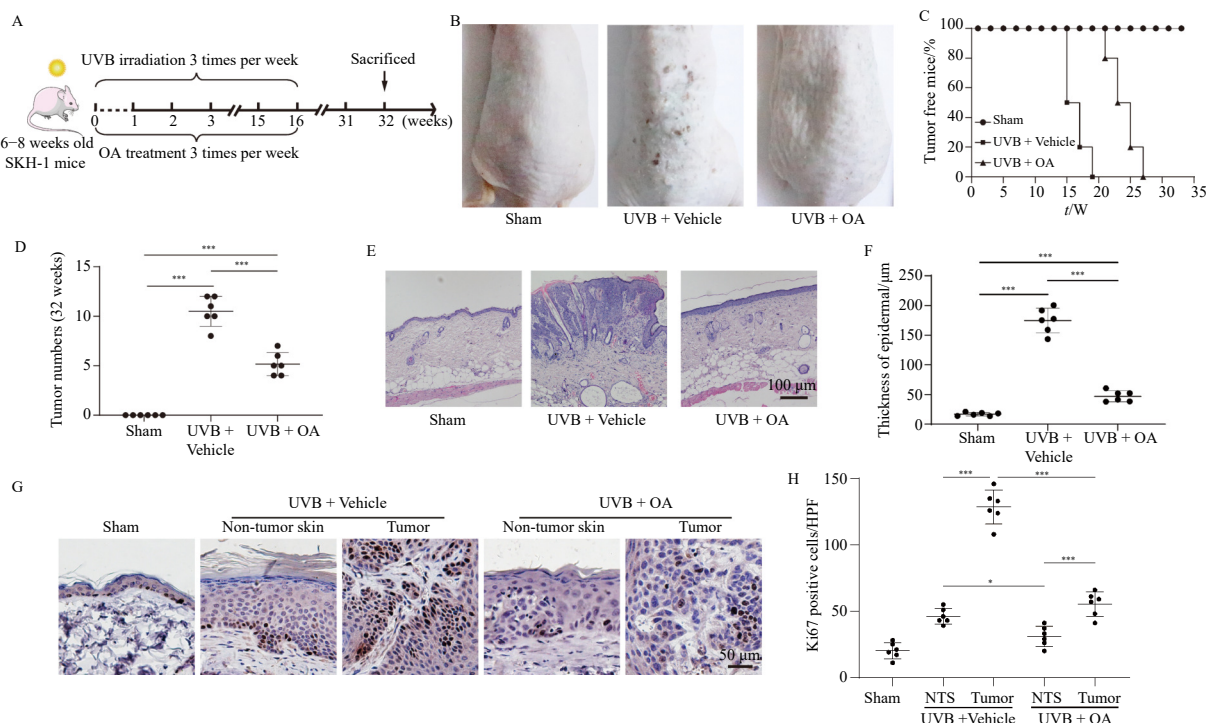 A
UVB irradiation 3 times per week
Sacrificed
0 1 2 3 15 16 31 32 (weeks)
6−8 weeks old
SKH-1 mice
OA treatment 3 times per week
B
Sham UVB + Vehicle UVB + OA
C
Tumor free mice/%
100
80
60
40
20
0
Sham
UVB + Vehicle
UVB + OA
0 5 10 15 20 25 30 35
t/W
D
Tumor numbers (32 weeks)
15
10
5
0
***
***
***
Sham UVB + Vehicle UVB + OA
E
100 μm
Sham UVB + Vehicle UVB + OA
F
Thickness of epidermal/μm
250
200
150
100
50
0
***
***
***
Sham UVB + Vehicle UVB + OA
G
UVB + Vehicle UVB + OA
Sham Non-tumor skin Tumor Non-tumor skin Tumor
50 μm
H
Ki67 positive cells/HPF
150
100
50
0
*** ***
***
*
Sham NTS Tumor NTS Tumor
UVB +Vehicle UVB + OA